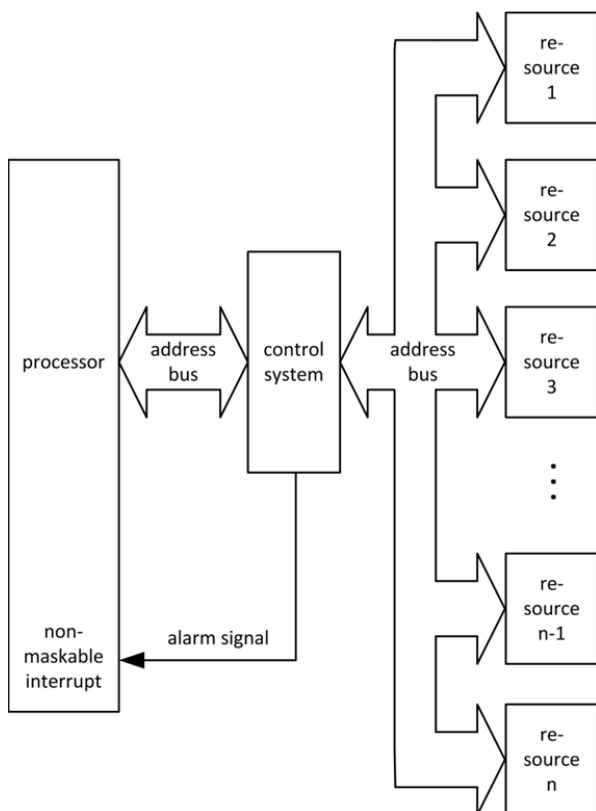 re-
source
1
re-
source
2
processor
address
bus
control
system
address
bus
re-
source
3
re-
source
n-1
non-
maskable
interrupt
alarm signal
re-
source
n